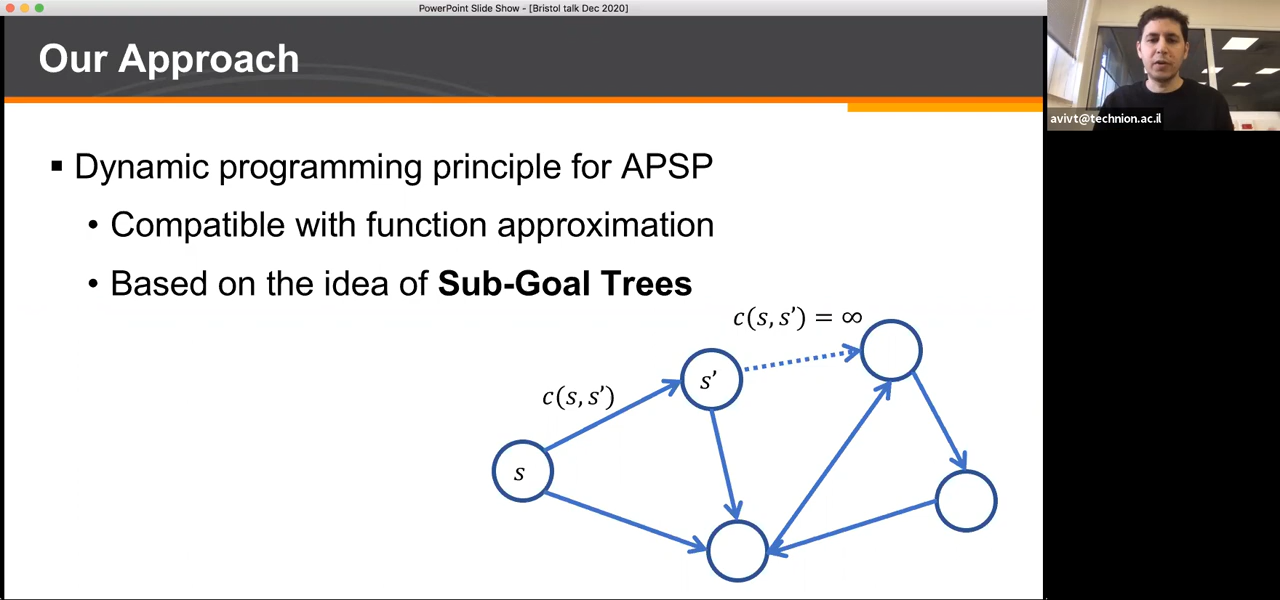 PowerPoint Slide Show - [Bristol talk Dec 2020]
Our Approach
avivt@technion.ac.il
▪ Dynamic programming principle for APSP
• Compatible with function approximation
• Based on the idea of Sub-Goal Trees
c(s, s’) = ∞
c(s, s’)
s’
s